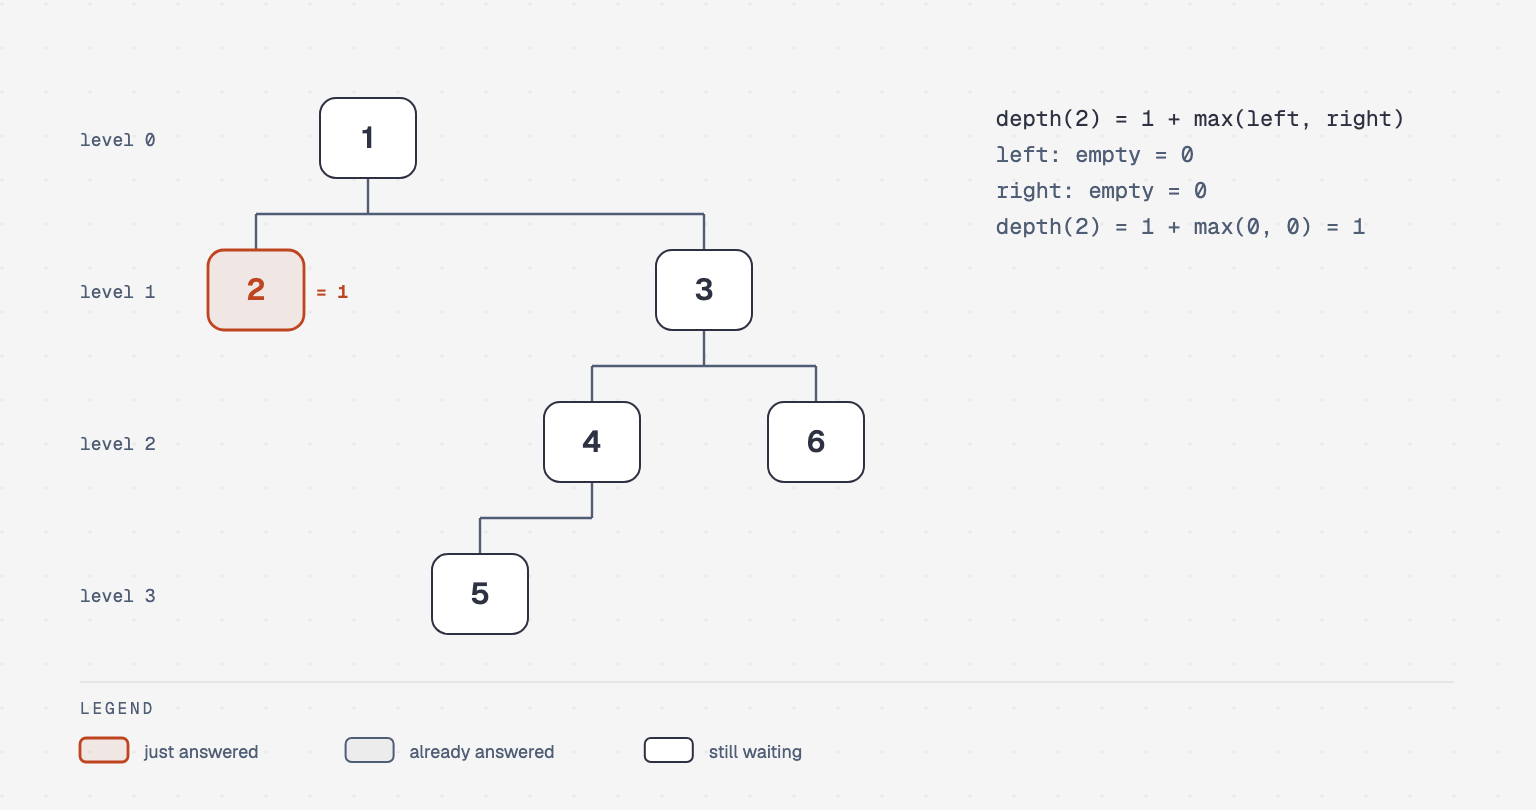 level 0
1
level 1
2
= 1
3
level 2
4
6
level 3
5
depth(2) = 1 + max(left, right)
left: empty = 0
right: empty = 0
depth(2) = 1 + max(0, 0) = 1
LEGEND
just answered
already answered
still waiting